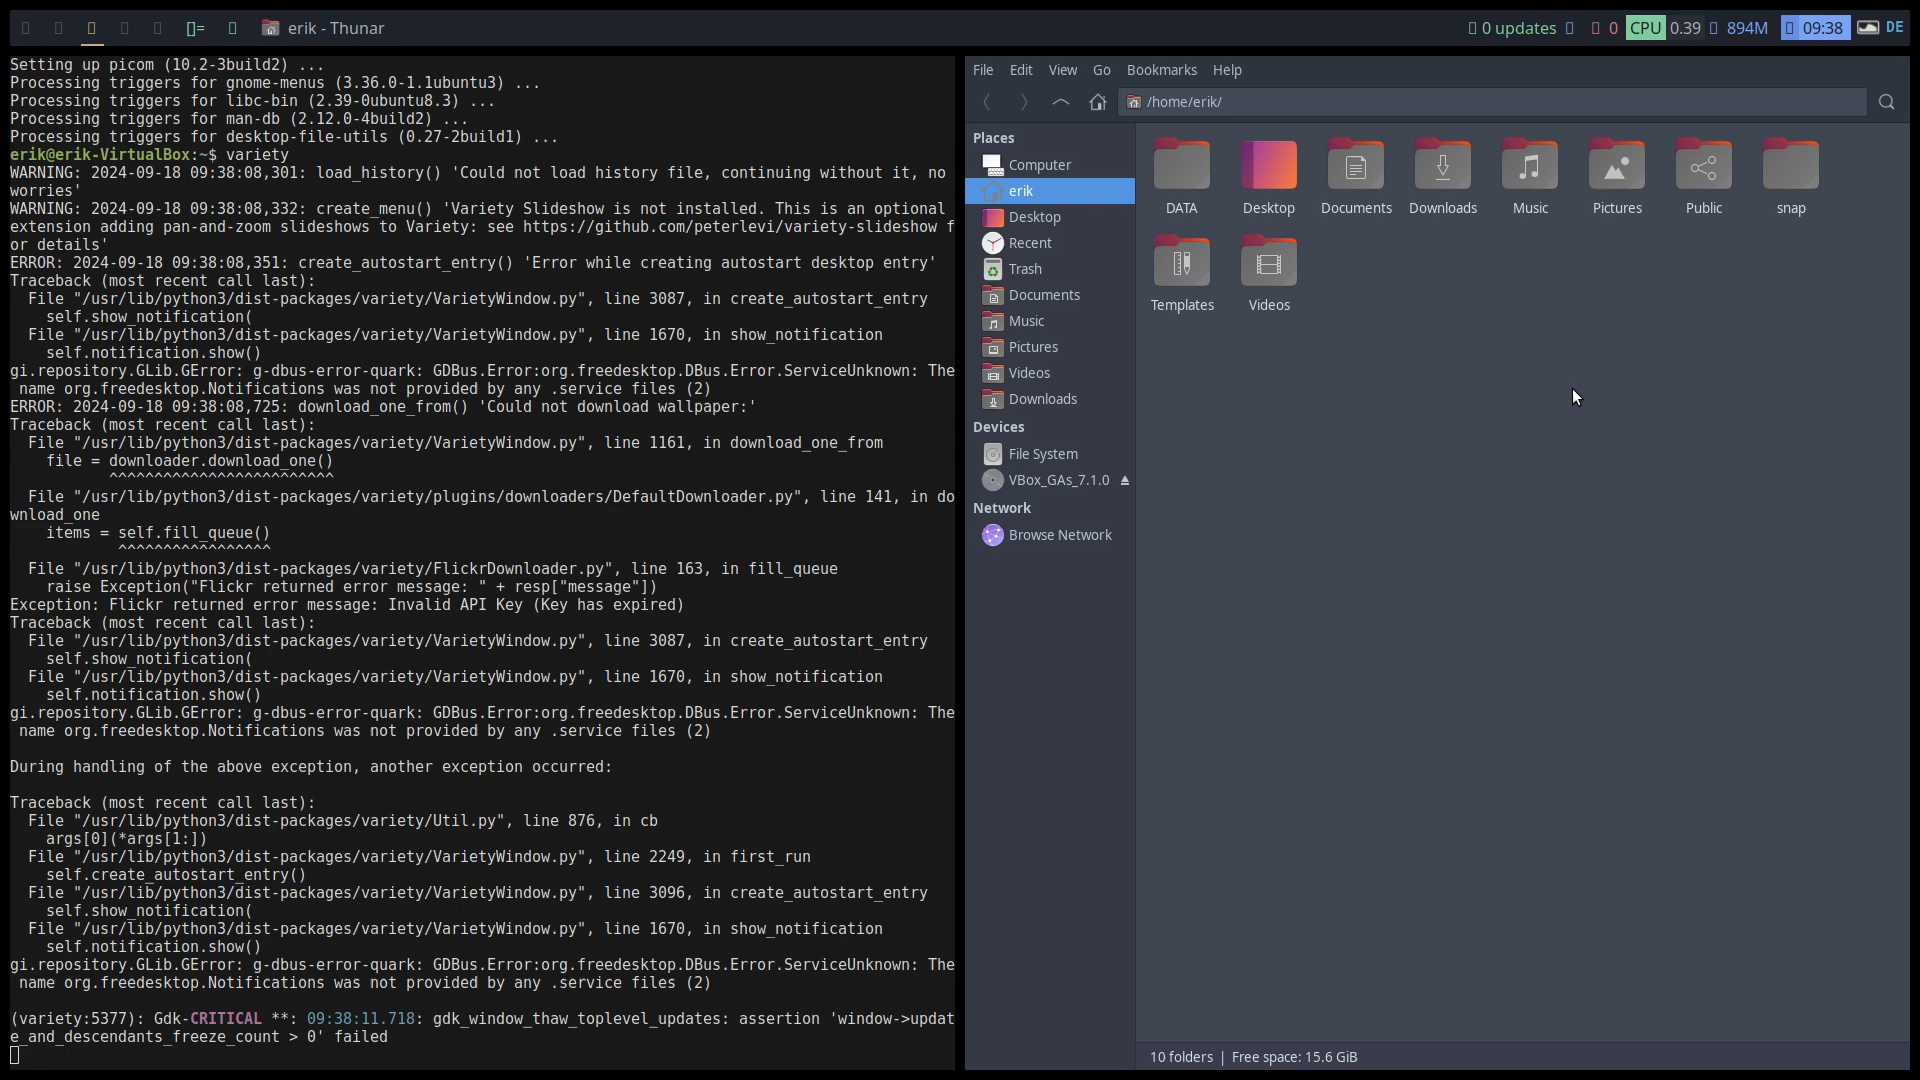 []=
erik - Thunar
0 updates
0
CPU 0.39
894M
09:38
DE
Setting up picom (10.2-3build2) ...
Processing triggers for gnome-menus (3.36.0-1.1ubuntu3) ...
Processing triggers for libc-bin (2.39-0ubuntu8.3) ...
Processing triggers for man-db (2.12.0-4build2) ...
Processing triggers for desktop-file-utils (0.27-2build1) ...
erik@erik-VirtualBox:~$ variety
WARNING: 2024-09-18 09:38:08,301: load_history() 'Could not load history file, continuing without it, no
worries'
WARNING: 2024-09-18 09:38:08,332: create_menu() 'Variety Slideshow is not installed. This is an optional
extension adding pan-and-zoom slideshows to Variety: see https://github.com/peterlevi/variety-slideshow f
or details'
ERROR: 2024-09-18 09:38:08,351: create_autostart_entry() 'Error while creating autostart desktop entry'
Traceback (most recent call last):
  File "/usr/lib/python3/dist-packages/variety/VarietyWindow.py", line 3087, in create_autostart_entry
    self.show_notification(
  File "/usr/lib/python3/dist-packages/variety/VarietyWindow.py", line 1670, in show_notification
    self.notification.show()
gi.repository.GLib.GError: g-dbus-error-quark: GDBus.Error:org.freedesktop.DBus.Error.ServiceUnknown: The
 name org.freedesktop.Notifications was not provided by any .service files (2)
ERROR: 2024-09-18 09:38:08,725: download_one_from() 'Could not download wallpaper:'
Traceback (most recent call last):
  File "/usr/lib/python3/dist-packages/variety/VarietyWindow.py", line 1161, in download_one_from
    file = downloader.download_one()
           ^^^^^^^^^^^^^^^^^^^^^^^^^
  File "/usr/lib/python3/dist-packages/variety/plugins/downloaders/DefaultDownloader.py", line 141, in do
wnload_one
    items = self.fill_queue()
            ^^^^^^^^^^^^^^^^^
  File "/usr/lib/python3/dist-packages/variety/FlickrDownloader.py", line 163, in fill_queue
    raise Exception("Flickr returned error message: " + resp["message"])
Exception: Flickr returned error message: Invalid API Key (Key has expired)
Traceback (most recent call last):
  File "/usr/lib/python3/dist-packages/variety/VarietyWindow.py", line 3087, in create_autostart_entry
    self.show_notification(
  File "/usr/lib/python3/dist-packages/variety/VarietyWindow.py", line 1670, in show_notification
    self.notification.show()
gi.repository.GLib.GError: g-dbus-error-quark: GDBus.Error:org.freedesktop.DBus.Error.ServiceUnknown: The
 name org.freedesktop.Notifications was not provided by any .service files (2)
During handling of the above exception, another exception occurred:
Traceback (most recent call last):
  File "/usr/lib/python3/dist-packages/variety/Util.py", line 876, in cb
    args[0](*args[1:])
  File "/usr/lib/python3/dist-packages/variety/VarietyWindow.py", line 2249, in first_run
    self.create_autostart_entry()
  File "/usr/lib/python3/dist-packages/variety/VarietyWindow.py", line 3096, in create_autostart_entry
    self.show_notification(
  File "/usr/lib/python3/dist-packages/variety/VarietyWindow.py", line 1670, in show_notification
    self.notification.show()
gi.repository.GLib.GError: g-dbus-error-quark: GDBus.Error:org.freedesktop.DBus.Error.ServiceUnknown: The
 name org.freedesktop.Notifications was not provided by any .service files (2)
(variety:5377): Gdk-CRITICAL **: 09:38:11.718: gdk_window_thaw_toplevel_updates: assertion 'window->updat
e_and_descendants_freeze_count > 0' failed
File Edit View Go Bookmarks Help
/home/erik/
Places
Computer
erik
Desktop
Recent
Trash
Documents
Music
Pictures
Videos
Downloads
Devices
File System
VBox_GAs_7.1.0
Network
Browse Network
DATA
Desktop
Documents
Downloads
Music
Pictures
Public
snap
Templates
Videos
10 folders | Free space: 15.6 GiB